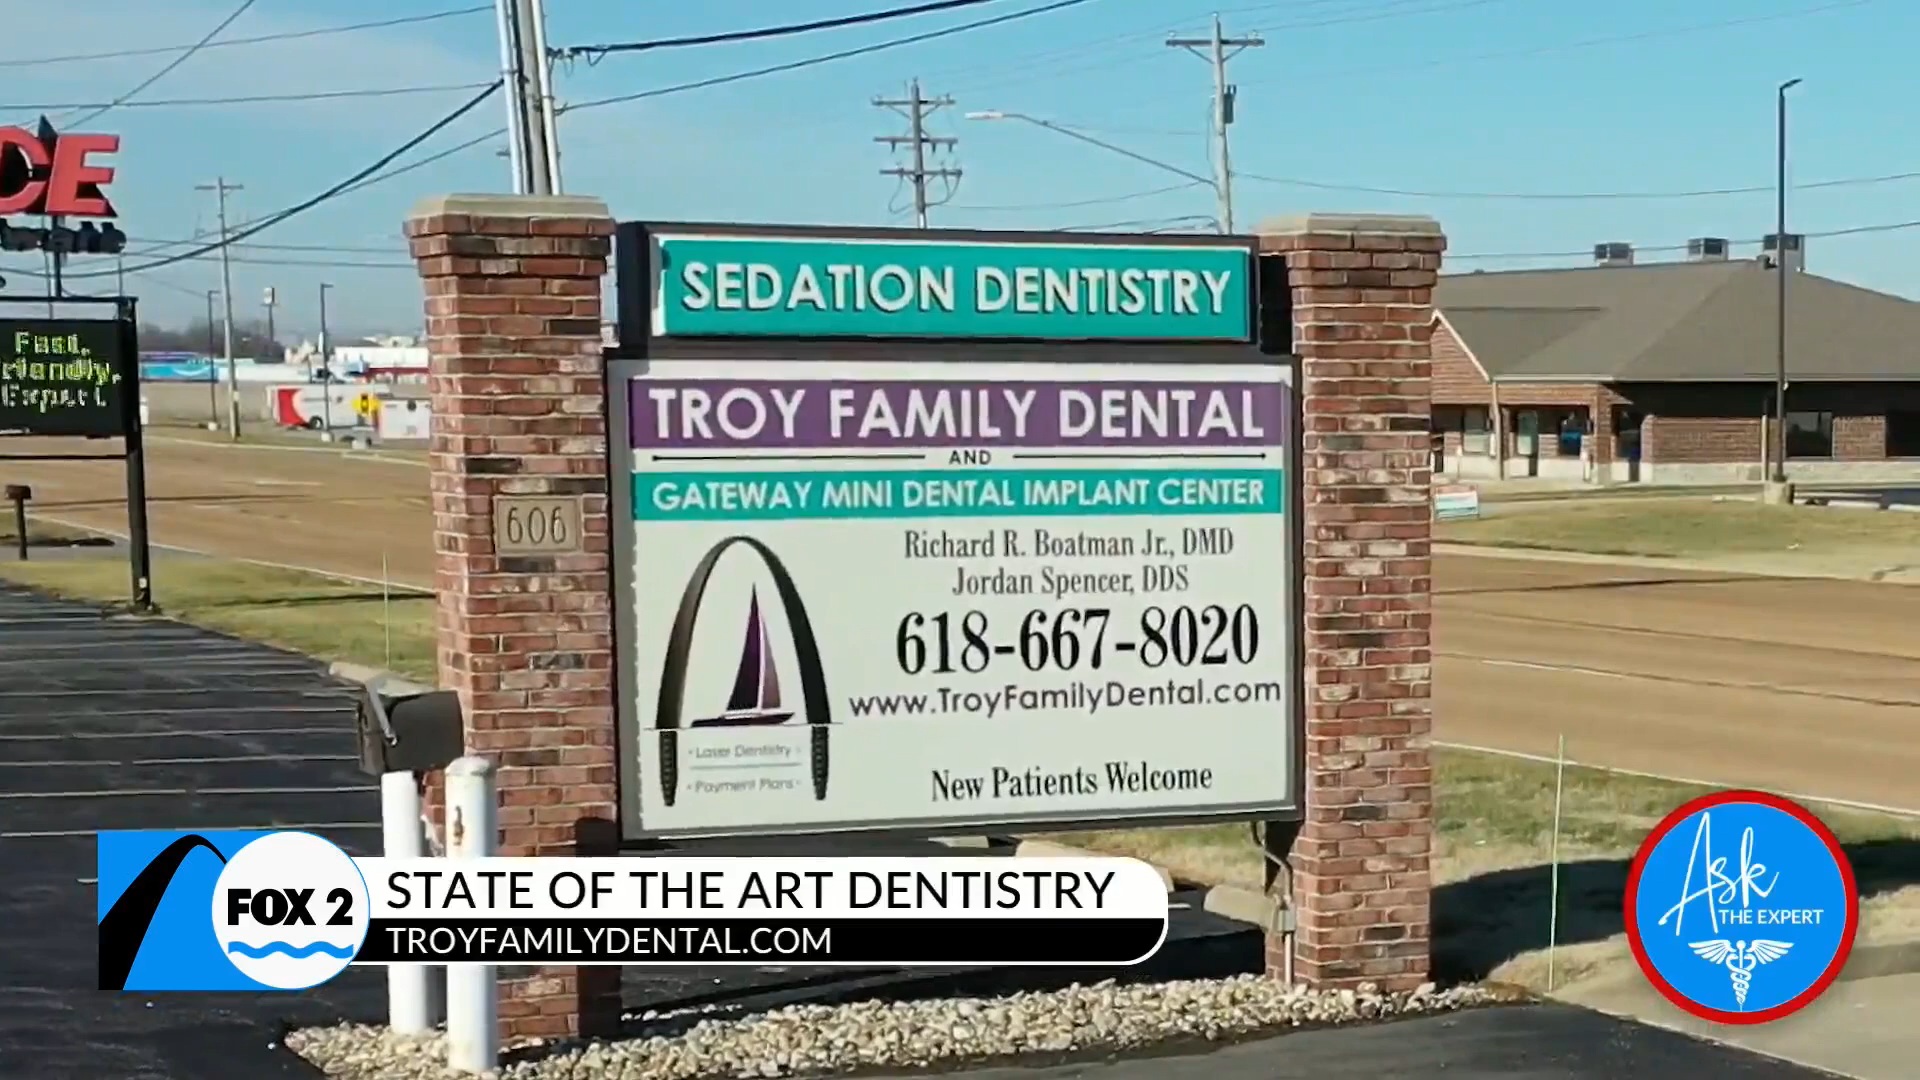 CE
Fast,
SEDATION DENTISTRY
TROY FAMILY DENTAL
AND
GATEWAY MINI DENTAL IMPLANT CENTER
606
Richard R. Boatman Jr., DMD
Jordan Spencer, DDS
618-667-8020
www.TroyFamilyDental.com
• Laser Dentistry •
• Payment Plans •
New Patients Welcome
FOX 2
STATE OF THE ART DENTISTRY
TROYFAMILYDENTAL.COM
Ask
THE EXPERT